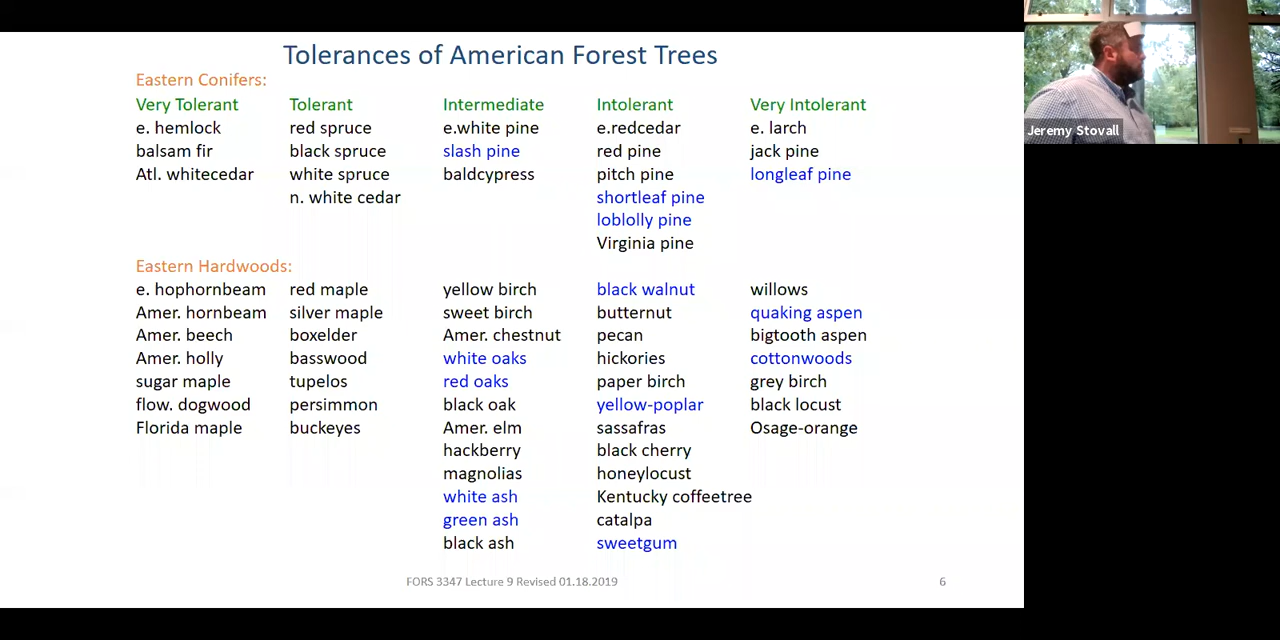 Tolerances of American Forest Trees
Eastern Conifers:
Very Tolerant Tolerant Intermediate Intolerant Very Intolerant
e. hemlock red spruce e.white pine e.redcedar e. larch
balsam fir black spruce slash pine red pine jack pine
Atl. whitecedar white spruce baldcypress pitch pine longleaf pine
n. white cedar shortleaf pine
loblolly pine
Virginia pine
Eastern Hardwoods:
e. hophornbeam red maple yellow birch black walnut willows
Amer. hornbeam silver maple sweet birch butternut quaking aspen
Amer. beech boxelder Amer. chestnut pecan bigtooth aspen
Amer. holly basswood white oaks hickories cottonwoods
sugar maple tupelos red oaks paper birch grey birch
flow. dogwood persimmon black oak yellow-poplar black locust
Florida maple buckeyes Amer. elm sassafras Osage-orange
hackberry black cherry
magnolias honeylocust
white ash Kentucky coffeetree
green ash catalpa
black ash sweetgum
FORS 3347 Lecture 9 Revised 01.18.2019 6
Jeremy Stovall